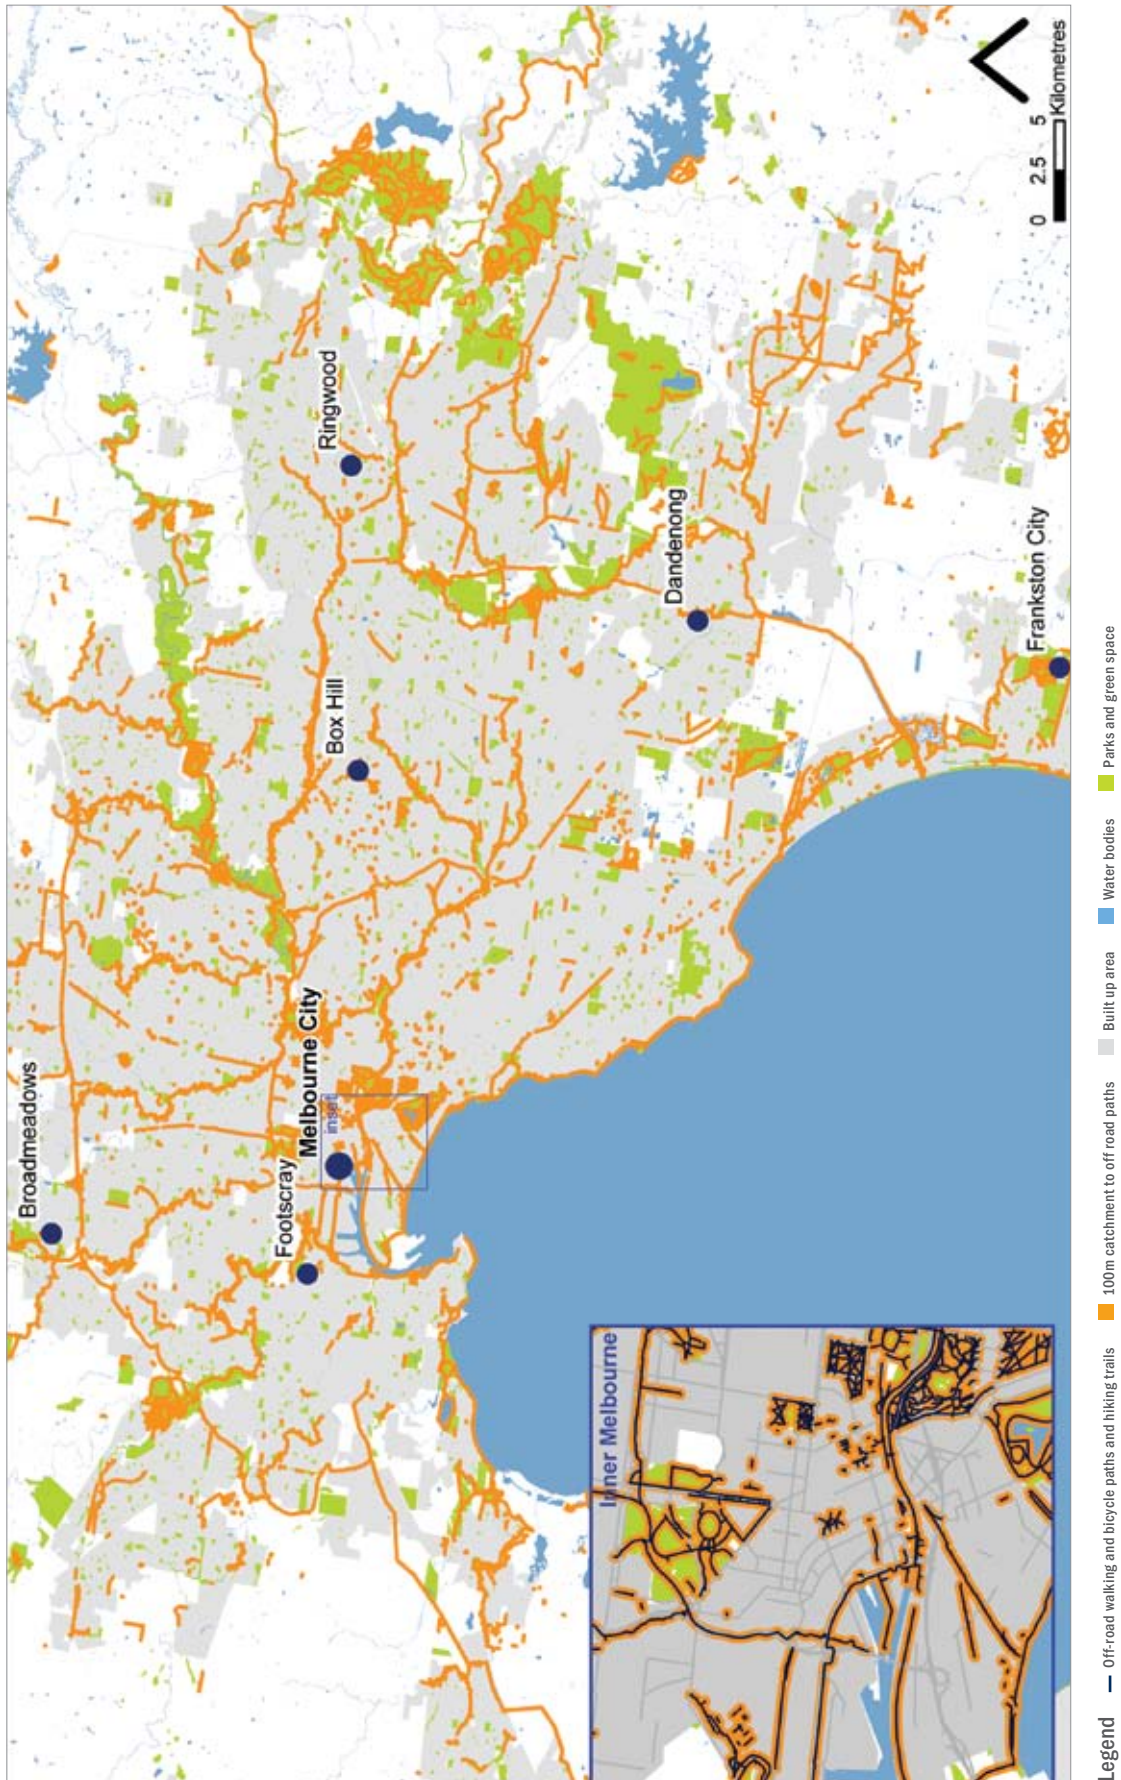 Broadmeadows
Footscray
Melbourne City
inset
Box Hill
Ringwood
Dandenong
Frankston City
Inner Melbourne
0 2.5 5
Kilometres
Legend
Off-road walking and bicycle paths and hiking trails
100m catchment to off road paths
Built up area
Water bodies
Parks and green space